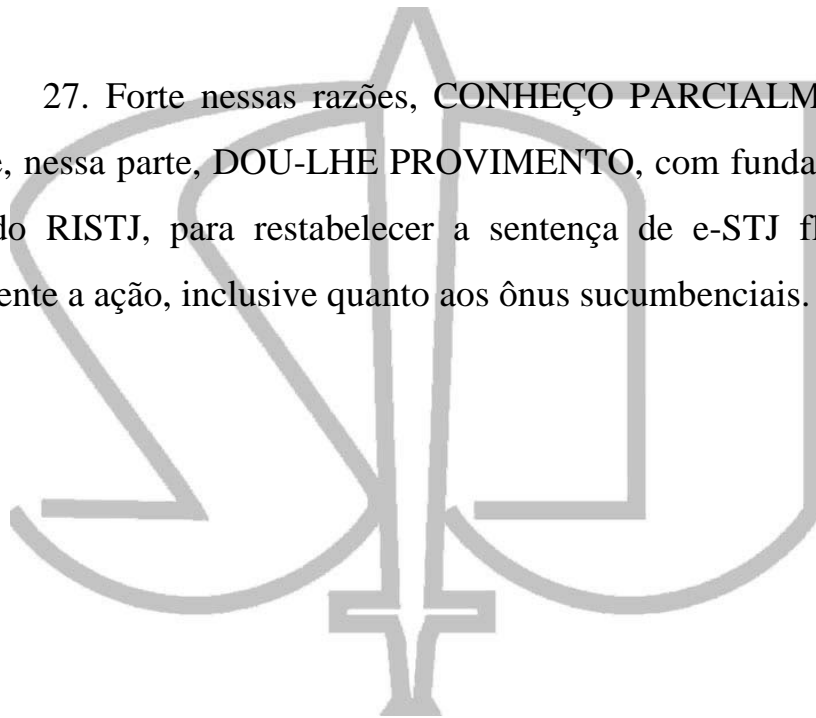 27. Forte nessas razões, CONHEÇO PARCIALM
e, nessa parte, DOU-LHE PROVIMENTO, com funda
do RISTJ, para restabelecer a sentença de e-STJ fl
ente a ação, inclusive quanto aos ônus sucumbenciais.